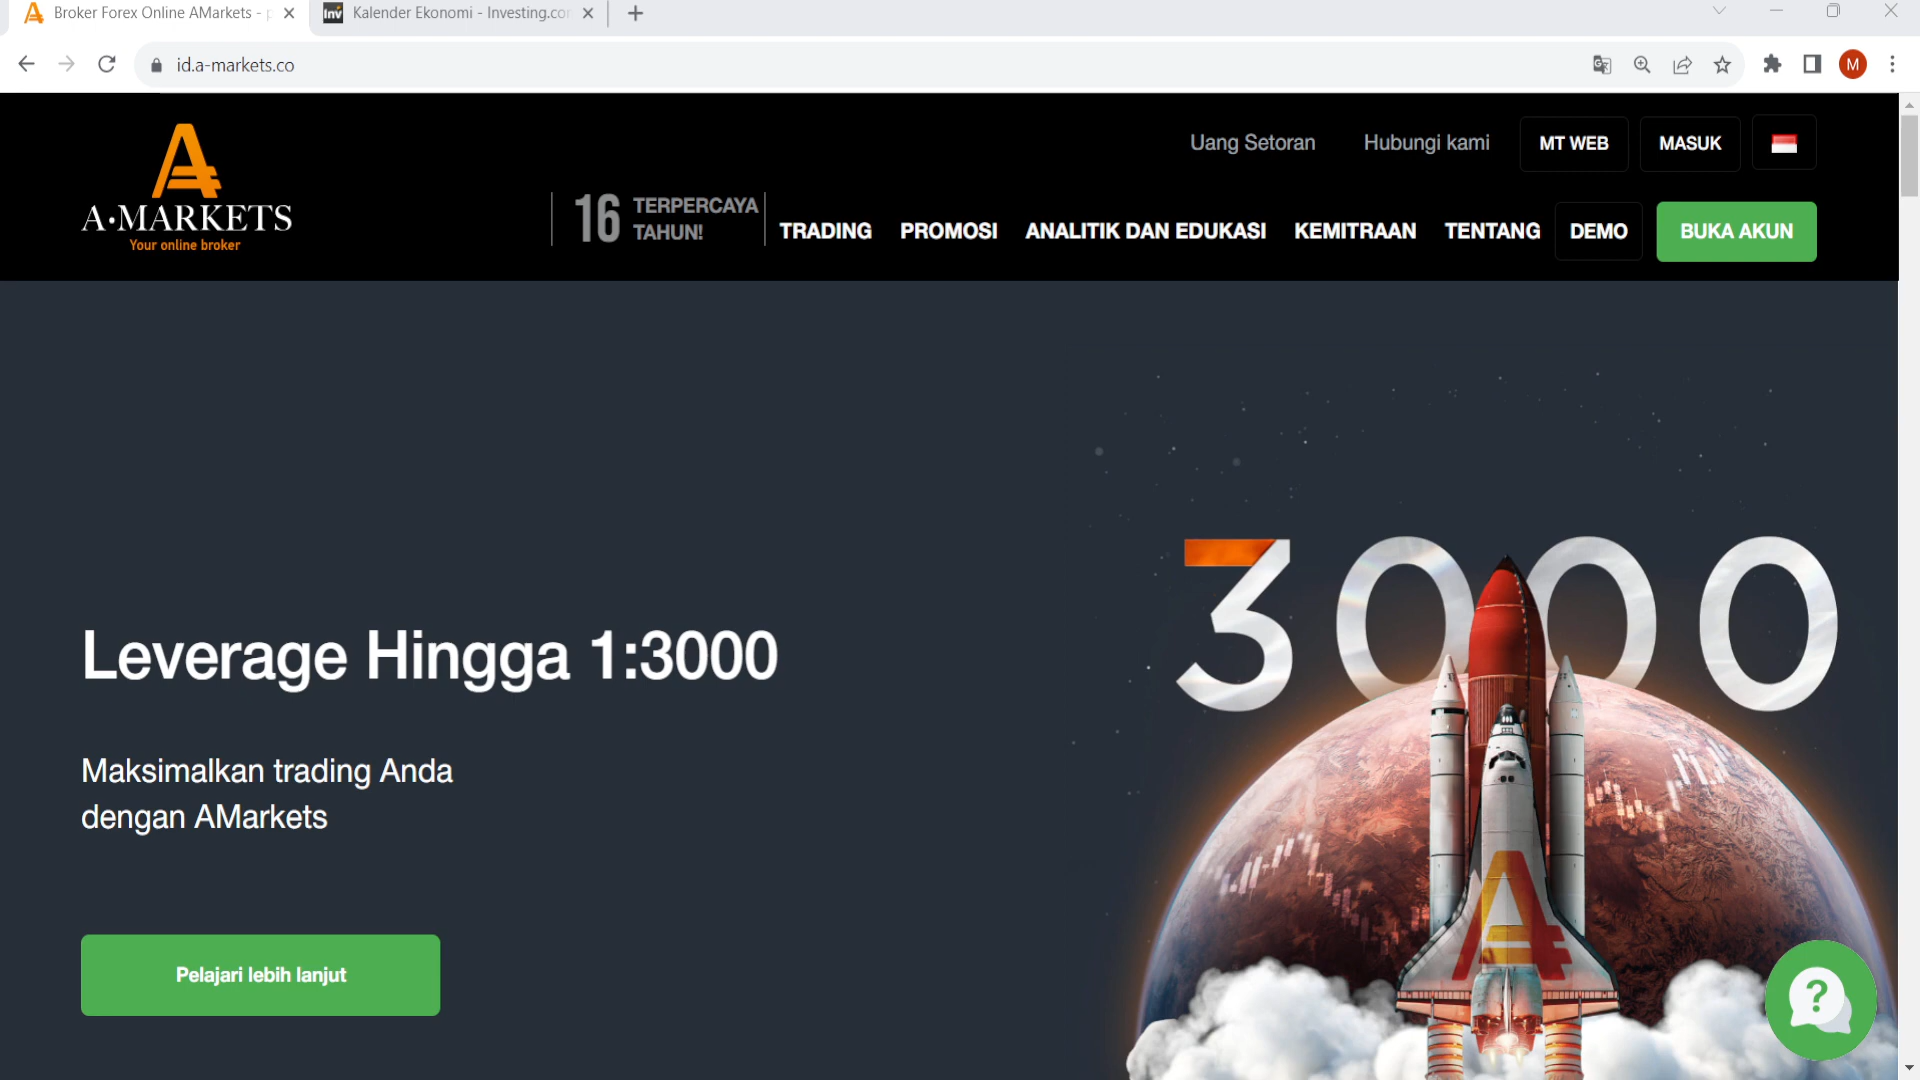 Broker Forex Online AMarkets -
Kalender Ekonomi - Investing.co
id.a-markets.co
M
A·MARKETS
Your online broker
Uang Setoran
Hubungi kami
MT WEB
MASUK
16 TERPERCAYA
TAHUN!
TRADING
PROMOSI
ANALITIK DAN EDUKASI
KEMITRAAN
TENTANG
DEMO
BUKA AKUN
3000
Leverage Hingga 1:3000
Maksimalkan trading Anda
dengan AMarkets
Pelajari lebih lanjut
?